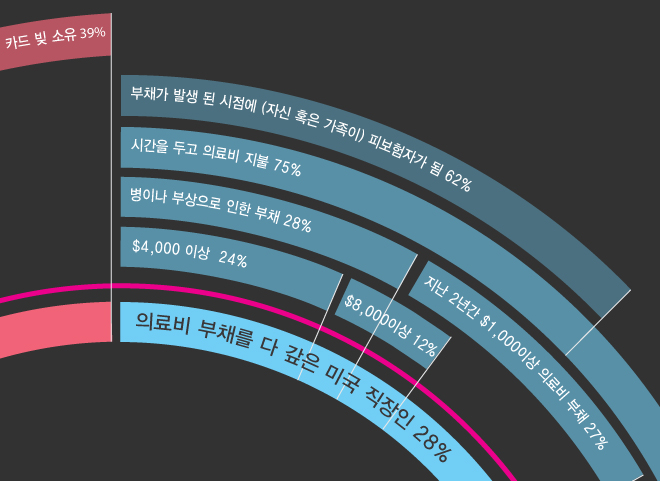 카드 빚 소유 39%
부채가 발생 된 시점에 (자신 혹은 가족이) 피보험자가 됨 62%
시간을 두고 의료비 지불 75%
병이나 부상으로 인한 부채 28%
지난 2년간 $1,000이상 의료비 부채 27%
$4,000 이상 24%
$8,000이상 12%
의료비 부채를 다 갚은 미국 직장인 28%